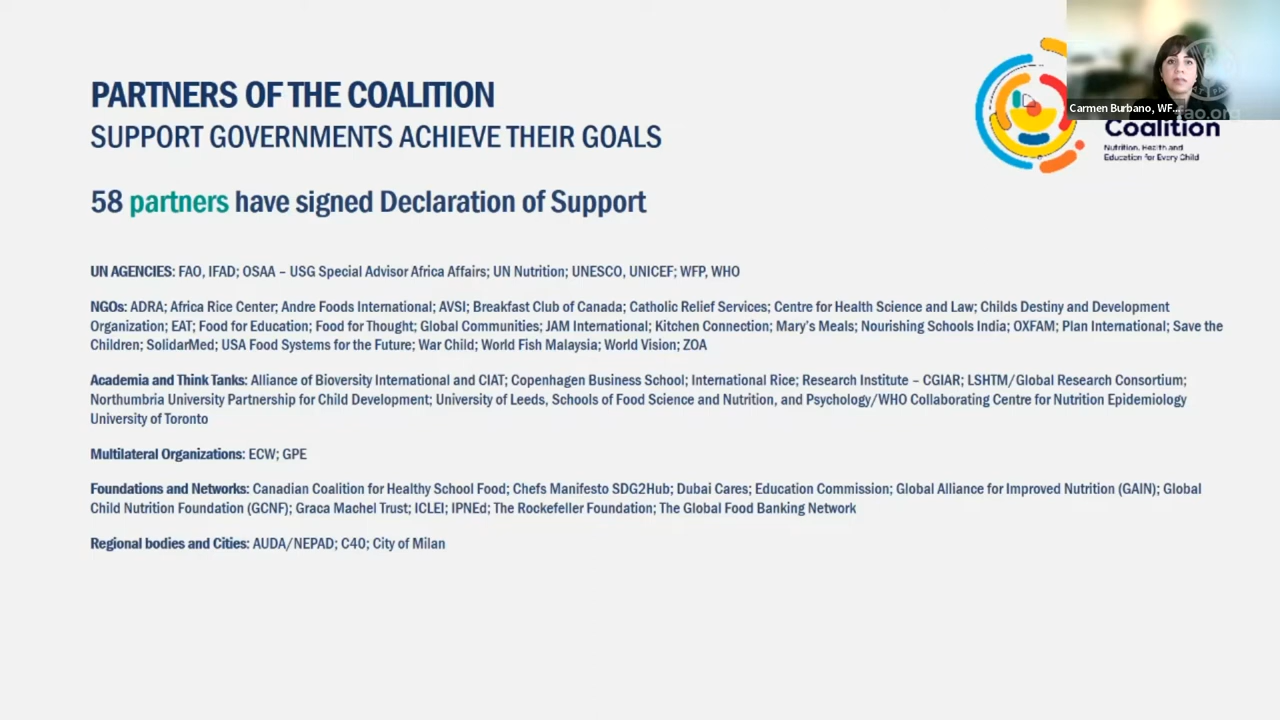 PARTNERS OF THE COALITION
SUPPORT GOVERNMENTS ACHIEVE THEIR GOALS
58 partners have signed Declaration of Support
UN AGENCIES: FAO, IFAD; OSAA – USG Special Advisor Africa Affairs; UN Nutrition; UNESCO, UNICEF; WFP, WHO
NGOs: ADRA; Africa Rice Center; Andre Foods International; AVSI; Breakfast Club of Canada; Catholic Relief Services; Centre for Health Science and Law; Childs Destiny and Development
Organization; EAT; Food for Education; Food for Thought; Global Communities; JAM International; Kitchen Connection; Mary's Meals; Nourishing Schools India; OXFAM; Plan International; Save the
Children; SolidarMed; USA Food Systems for the Future; War Child; World Fish Malaysia; World Vision; ZOA
Academia and Think Tanks: Alliance of Bioversity International and CIAT; Copenhagen Business School; International Rice; Research Institute – CGIAR; LSHTM/Global Research Consortium;
Northumbria University Partnership for Child Development; University of Leeds, Schools of Food Science and Nutrition, and Psychology/WHO Collaborating Centre for Nutrition Epidemiology
University of Toronto
Multilateral Organizations: ECW; GPE
Foundations and Networks: Canadian Coalition for Healthy School Food; Chefs Manifesto SDG2Hub; Dubai Cares; Education Commission; Global Alliance for Improved Nutrition (GAIN); Global
Child Nutrition Foundation (GCNF); Graca Machel Trust; ICLEI; IPNEd; The Rockefeller Foundation; The Global Food Banking Network
Regional bodies and Cities: AUDA/NEPAD; C40; City of Milan
Carmen Burbano, WF...
fao.org
Coalition
Nutrition, Health and
Education for Every Child